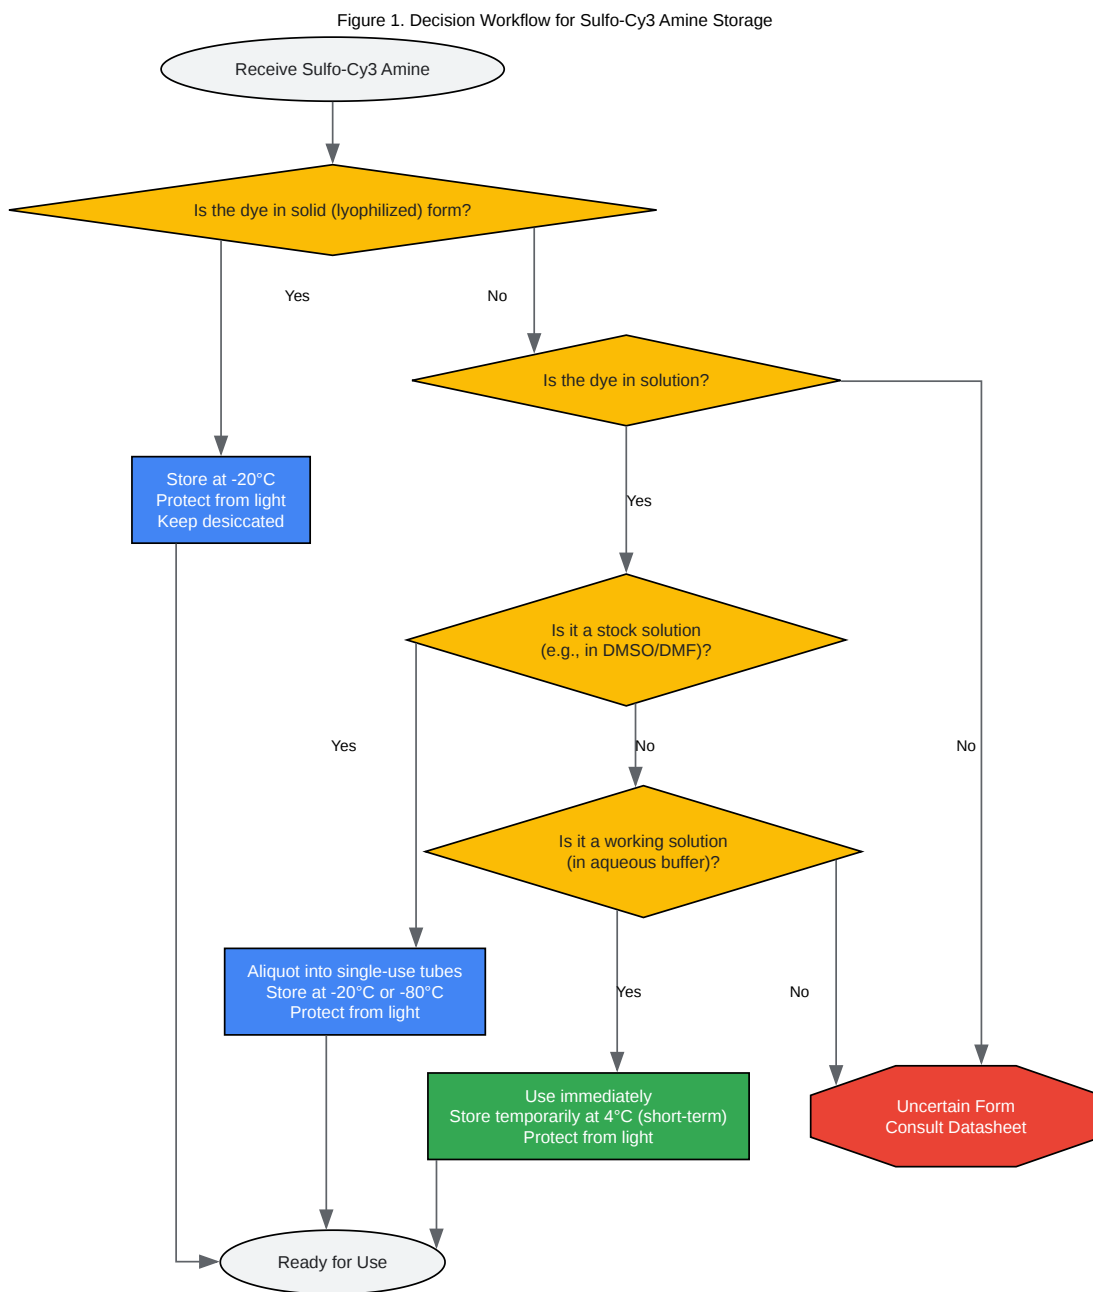 Figure 1. Decision Workflow for Sulfo-Cy3 Amine Storage
Receive Sulfo-Cy3 Amine
Is the dye in solid (lyophilized) form?
Yes
No
Is the dye in solution?
Store at -20°C
Protect from light
Keep desiccated
Yes
Is it a stock solution
(e.g., in DMSO/DMF)?
Yes
No
No
Is it a working solution
(in aqueous buffer)?
Aliquot into single-use tubes
Store at -20°C or -80°C
Protect from light
Yes
No
Use immediately
Store temporarily at 4°C (short-term)
Protect from light
Uncertain Form
Consult Datasheet
Ready for Use